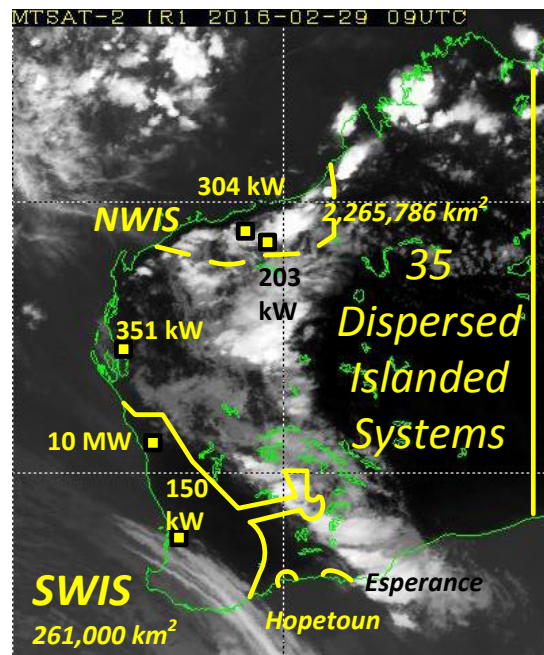 MTSAT-2 IR1 2016-02-29 09UTC
304 kW
NWIS
2,265,786 km²
203
kW
35
Dispersed
Islanded
Systems
351 kW
10 MW
150
kW
SWIS
261,000 km²
Esperance
Hopetoun